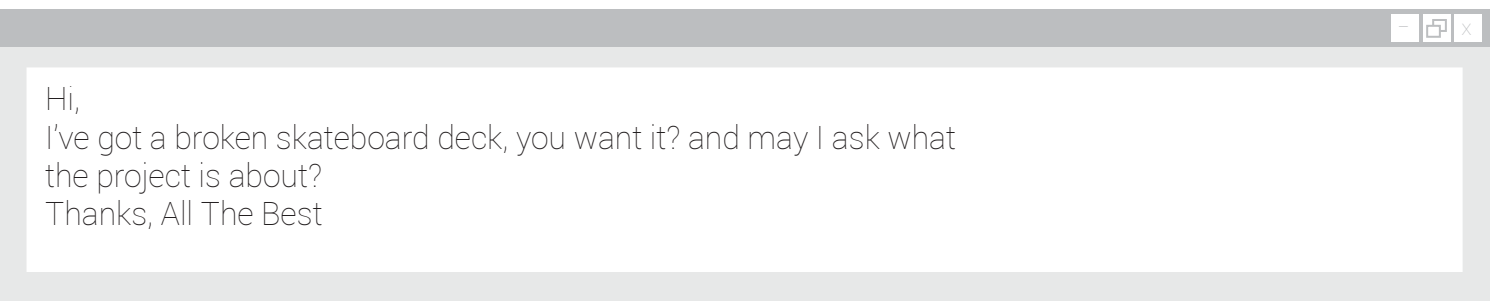 Hi,
I've got a broken skateboard deck, you want it? and may I ask what
the project is about?
Thanks, All The Best